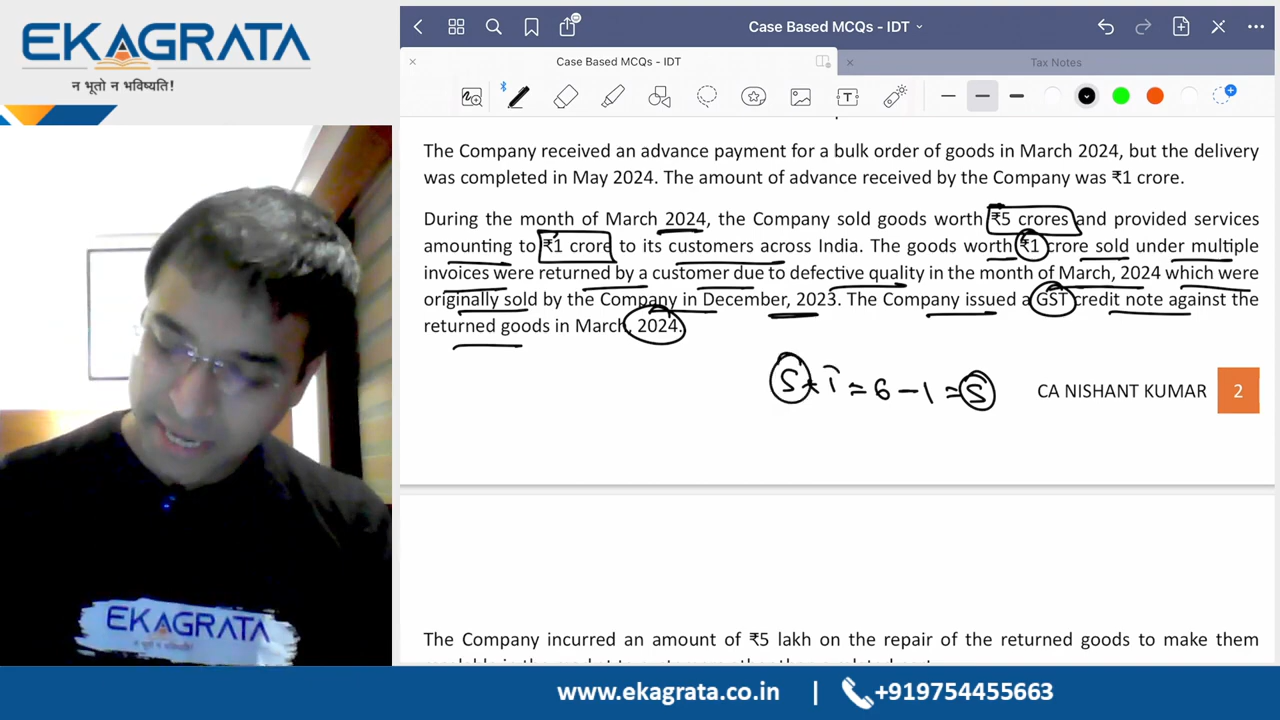 EKAGRATA
न भूतो न भविष्यति!
Case Based MCQs - IDT
Case Based MCQs - IDT
Tax Notes
The Company received an advance payment for a bulk order of goods in March 2024, but the delivery
was completed in May 2024. The amount of advance received by the Company was ₹1 crore.
During the month of March 2024, the Company sold goods worth ₹5 crores and provided services
amounting to ₹1 crore to its customers across India. The goods worth ₹1 crore sold under multiple
invoices were returned by a customer due to defective quality in the month of March, 2024 which were
originally sold by the Company in December, 2023. The Company issued a GST credit note against the
returned goods in March, 2024.
5 + 1 = 6 - 1 = 5
CA NISHANT KUMAR 2
The Company incurred an amount of ₹5 lakh on the repair of the returned goods to make them
EKAGRATA
www.ekagrata.co.in | +919754455663